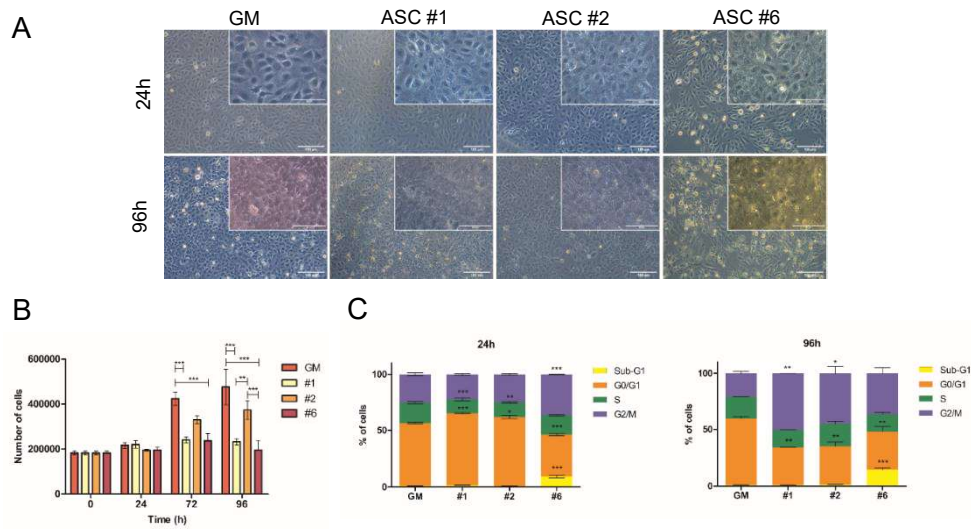 A
GM
ASC #1
ASC #2
ASC #6
24h
96h
B
Number of cells
600000
400000
200000
0
***
***
***
***
**
***
GM
#1
#2
#6
0
24
72
96
Time (h)
C
24h
% of cells
100
50
0
***
***
**
***
*
***
***
GM
#1
#2
#6
Sub-G1
G0/G1
S
G2/M
96h
% of cells
100
50
0
**
*
**
**
**
***
GM
#1
#2
#6
Sub-G1
G0/G1
S
G2/M